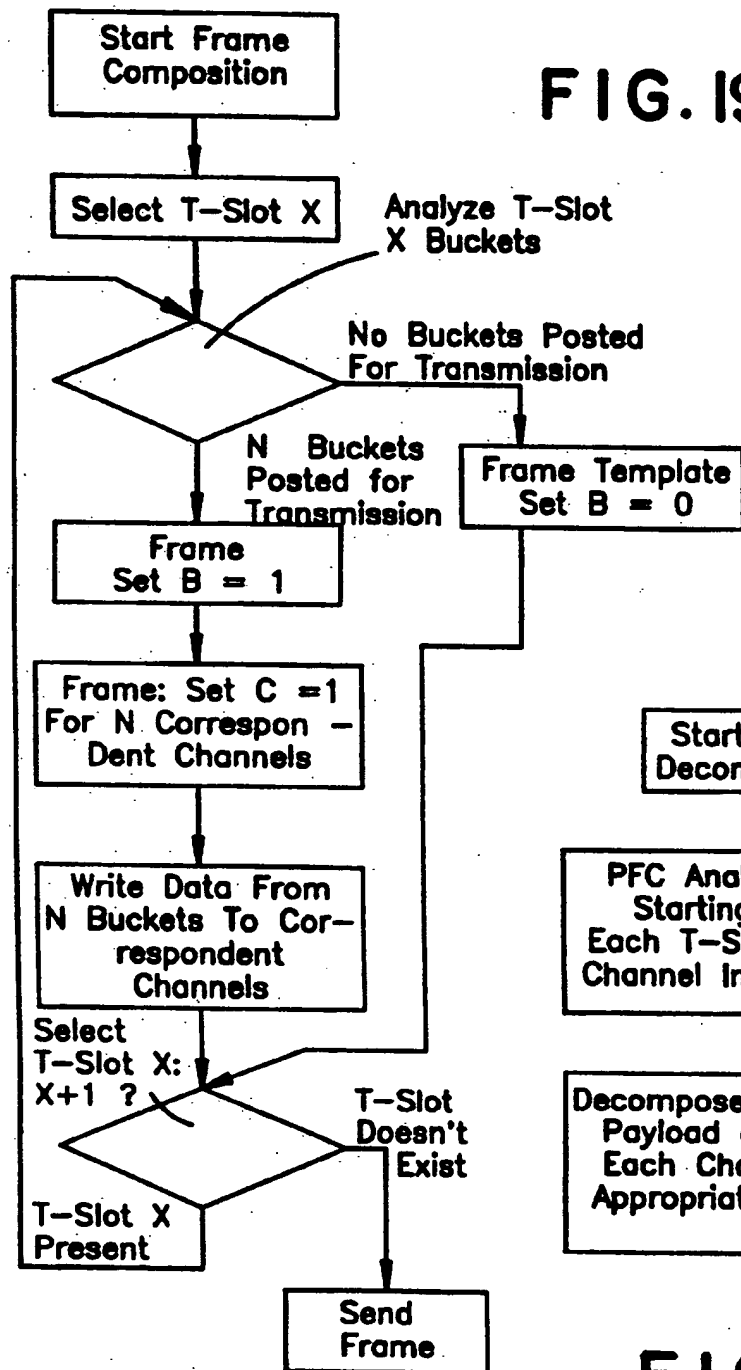 Start Frame
Composition
FIG. 19
Select T-Slot X
Analyze T-Slot
X Buckets
No Buckets Posted
For Transmission
N Buckets
Posted for
Transmission
Frame Template
Set B = 0
Frame
Set B = 1
Frame: Set C =1
For N Correspon -
Dent Channels
Write Data From
N Buckets To Cor-
respondent
Channels
Select
T-Slot X:
X+1 ?
T-Slot
Doesn't
Exist
T-Slot X
Present
Send
Frame
Start
Decom
PFC Anal
Starting
Each T-S
Channel In
Decompose
Payload
Each Cha
Appropriat